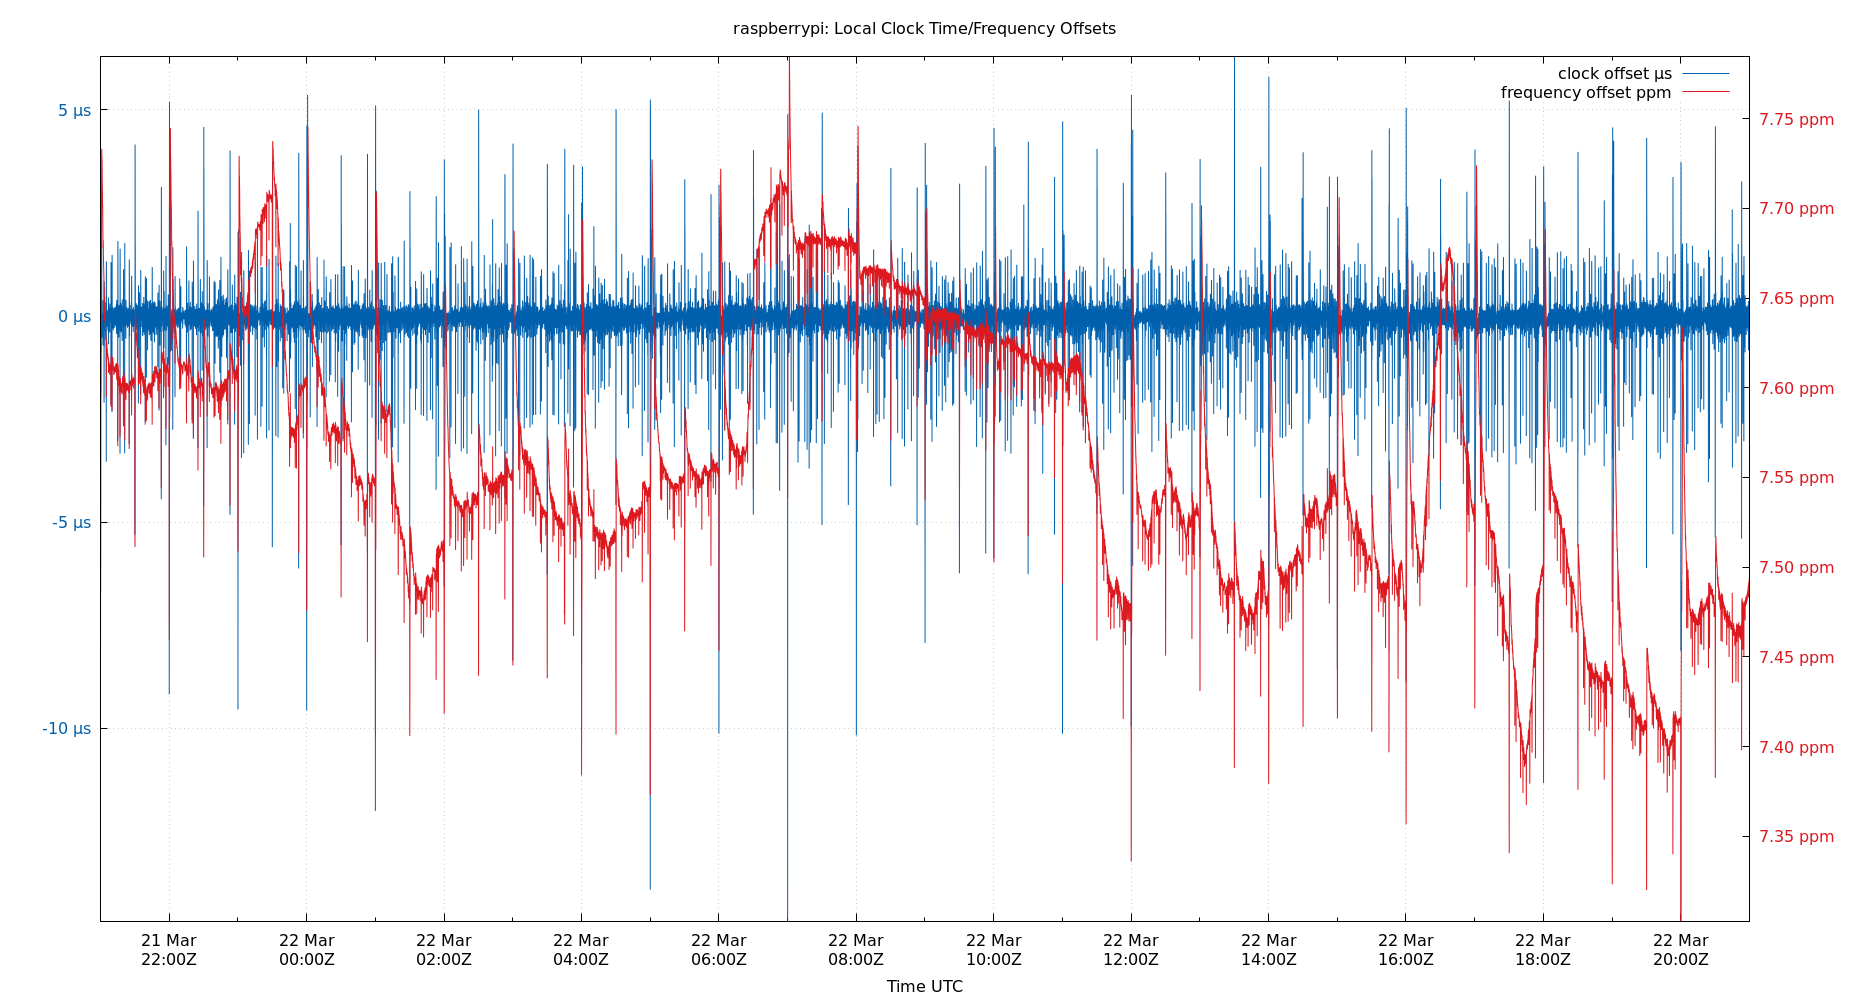 raspberrypi: Local Clock Time/Frequency Offsets
clock offset µs
frequency offset ppm
5 µs
0 µs
-5 µs
-10 µs
7.75 ppm
7.70 ppm
7.65 ppm
7.60 ppm
7.55 ppm
7.50 ppm
7.45 ppm
7.40 ppm
7.35 ppm
21 Mar 22 Mar 22 Mar 22 Mar 22 Mar 22 Mar 22 Mar 22 Mar 22 Mar 22 Mar 22 Mar 22 Mar
22:00Z 00:00Z 02:00Z 04:00Z 06:00Z 08:00Z 10:00Z 12:00Z 14:00Z 16:00Z 18:00Z 20:00Z
Time UTC